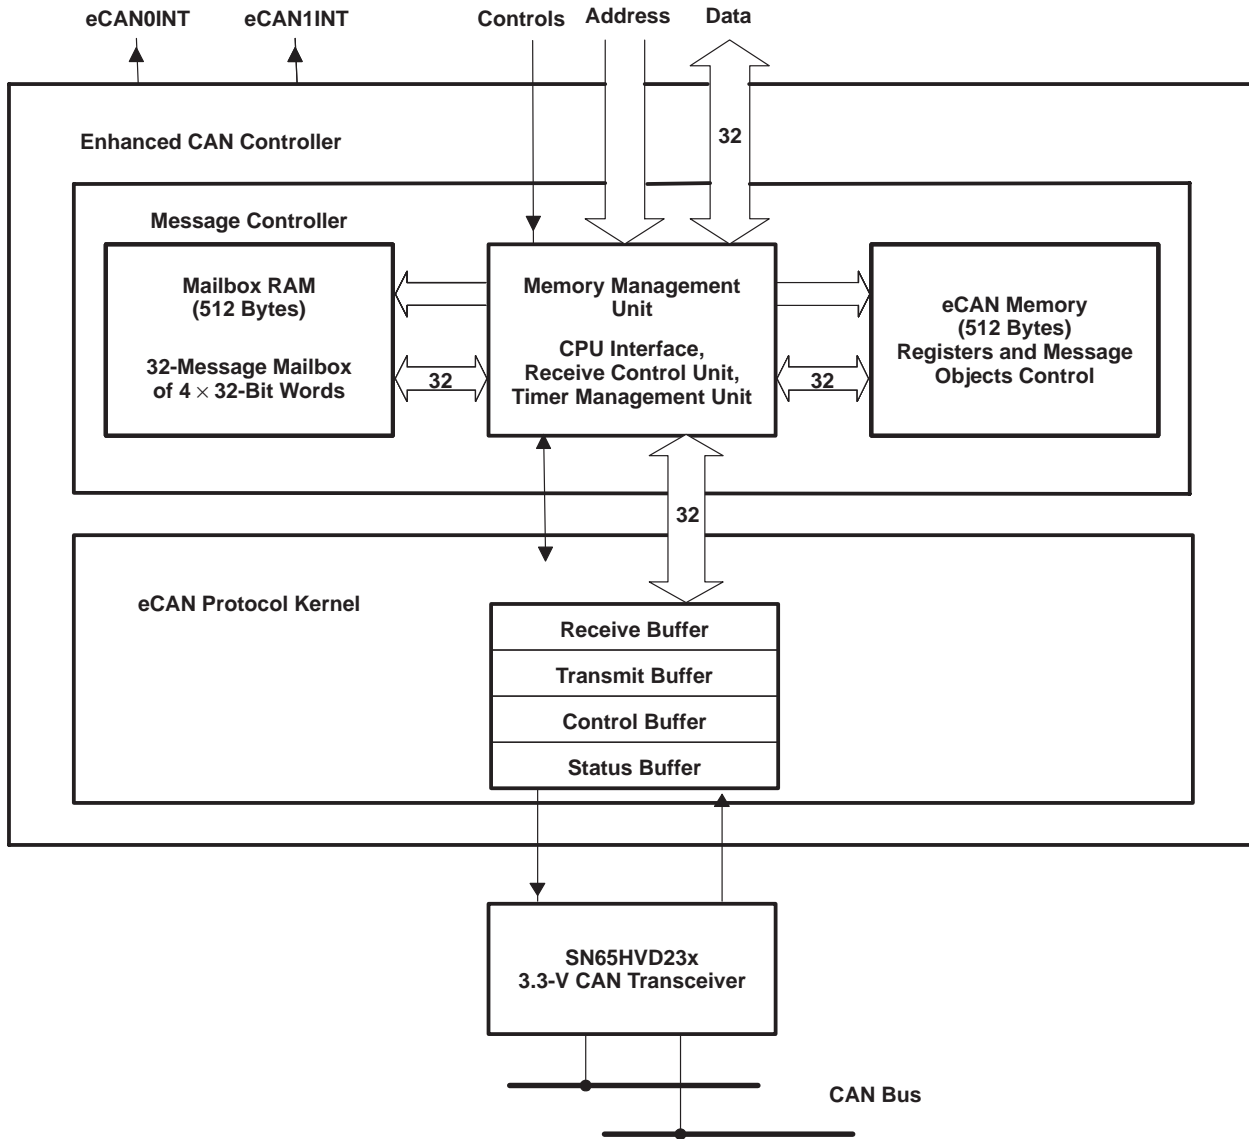 eCAN0INT
eCAN1INT
Controls
Address
Data
32
Enhanced CAN Controller
Message Controller
Mailbox RAM
(512 Bytes)
32-Message Mailbox
of 4 × 32-Bit Words
32
Memory Management
Unit
CPU Interface,
Receive Control Unit,
Timer Management Unit
32
eCAN Memory
(512 Bytes)
Registers and Message
Objects Control
32
eCAN Protocol Kernel
Receive Buffer
Transmit Buffer
Control Buffer
Status Buffer
SN65HVD23x
3.3-V CAN Transceiver
CAN Bus